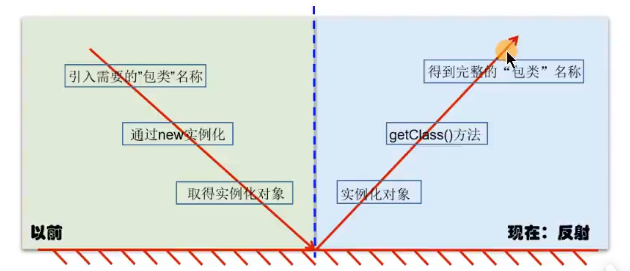 引入需要的"包类"名称
通过new实例化
取得实例化对象
以前
得到完整的“包类”名称
getClass()方法
实例化对象
现在：反射